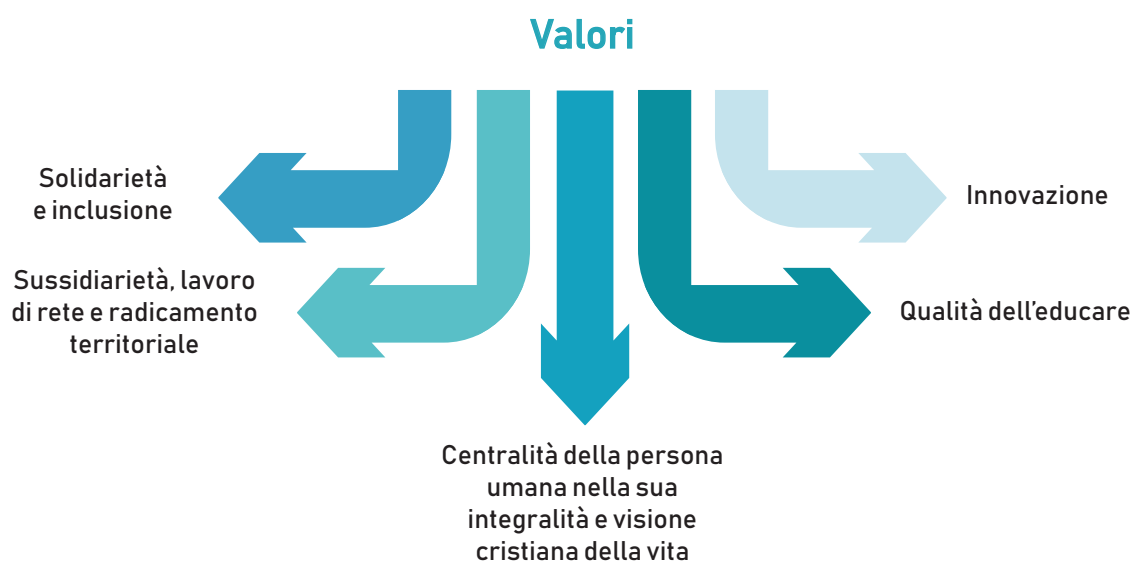 Valori
Solidarietà
e inclusione
Innovazione
Sussidiarietà, lavoro
di rete e radicamento
territoriale
Qualità dell’educare
Centralità della persona
umana nella sua
integralità e visione
cristiana della vita